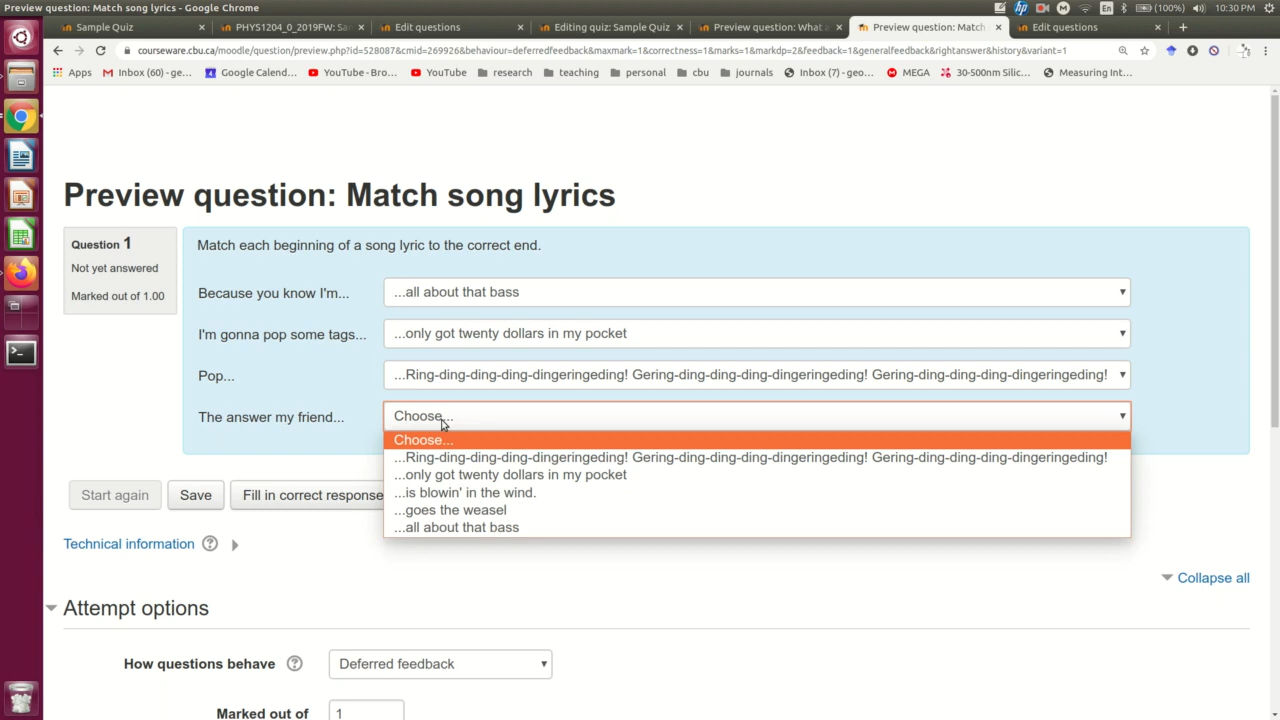 Preview question: Match song lyrics - Google Chrome
En (100%) 10:30 PM
Sample Quiz × PHYS1204_0_2019FW: Sa × Edit questions × Editing quiz: Sample Quiz × Preview question: What a × Preview question: Match × Edit questions × +
courseware.cbu.ca/moodle/question/preview.php?id=528087&cmid=269926&behaviour=deferredfeedback&maxmark=1&correctness=1&marks=1&markdp=2&feedback=1&generalfeedback&rightanswer&history&variant=1
Apps Inbox (60) - ge... Google Calend... YouTube - Bro... YouTube research teaching personal cbu journals Inbox (7) - geo... MEGA 30-500nm Silic... Measuring Int...
Preview question: Match song lyrics
Question 1
Not yet answered
Marked out of 1.00
Match each beginning of a song lyric to the correct end.
Because you know I'm... ...all about that bass
I'm gonna pop some tags... ...only got twenty dollars in my pocket
Pop... ...Ring-ding-ding-ding-dingeringeding! Gering-ding-ding-ding-dingeringeding! Gering-ding-ding-ding-dingeringeding!
The answer my friend... Choose...
Choose...
...Ring-ding-ding-ding-dingeringeding! Gering-ding-ding-ding-dingeringeding! Gering-ding-ding-ding-dingeringeding!
...only got twenty dollars in my pocket
...is blowin' in the wind.
...goes the weasel
...all about that bass
Start again Save Fill in correct response
Technical information ?
Collapse all
Attempt options
How questions behave ? Deferred feedback
Marked out of 1